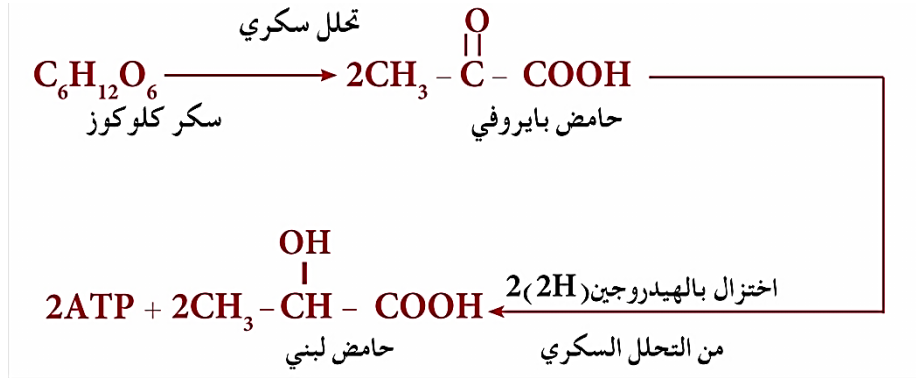 تحلل سكري
C₆H₁₂O₆ → 2CH₃ – C – COOH
O
سكر كلوكوز
حامض بايروفي
اختزال بالهيدروجين 2(2H)
من التحلل السكري
OH
2ATP + 2CH₃ – CH – COOH
حامض لبني